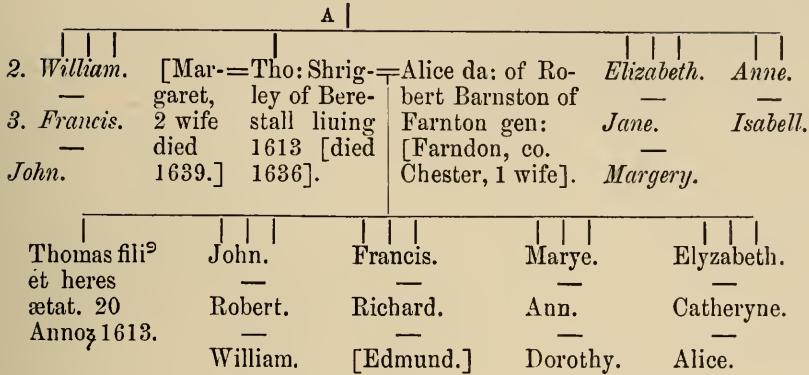 A
2. William.
—
3. Francis.
—
John.
[Mar-
garet,
2 wife
died
1639.]
=Tho: Shrig-
ley of Bere-
stall liuing
1613 [died
1636].
=Alice da: of Ro-
bert Barnston of
Farnton gen:
[Farndon, co.
Chester, 1 wife].
Elizabeth.
—
Jane.
—
Margery.
Anne.
—
Isabell.
Thomas filiꝰ
et heres
ætat. 20
Annoʒ 1613.
John.
—
Robert.
—
William.
Francis.
—
Richard.
—
[Edmund.]
Marye.
—
Ann.
—
Dorothy.
Elyzabeth.
—
Catheryne.
—
Alice.